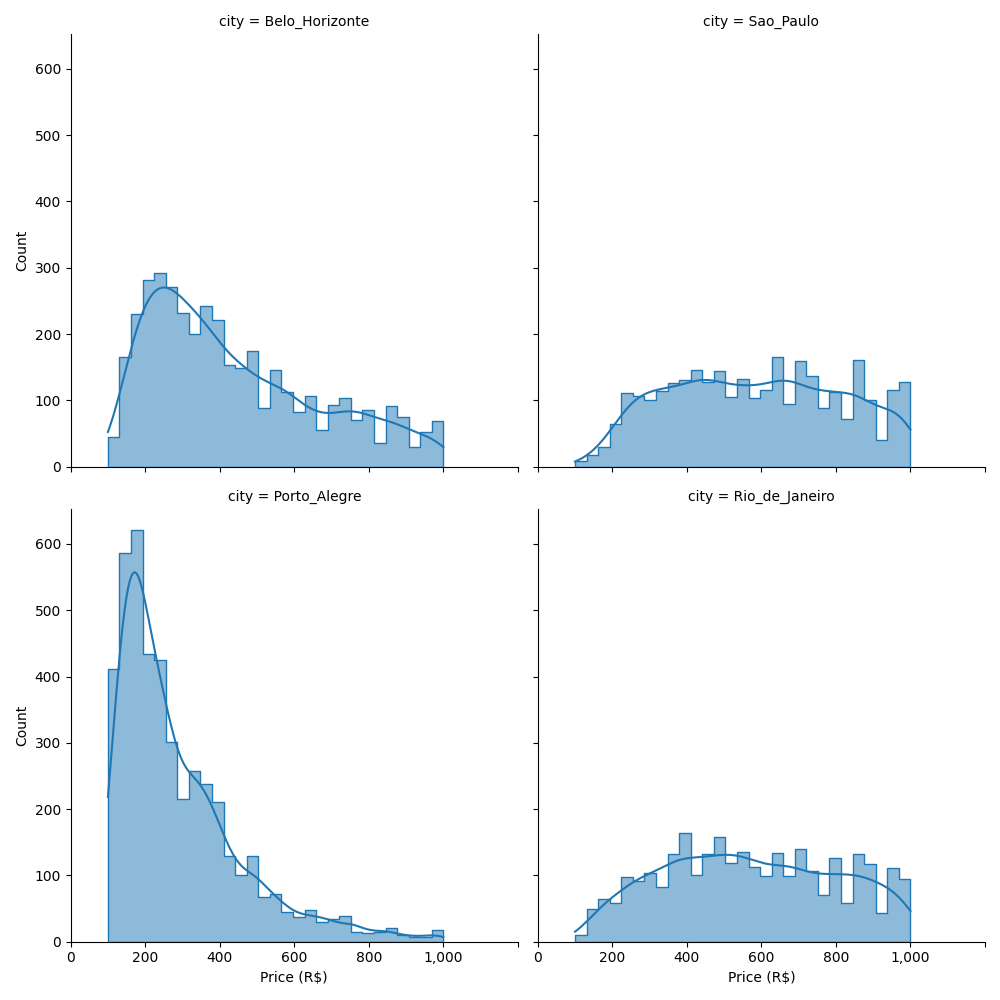 city = Belo_Horizonte
city = Sao_Paulo
600
500
400
300
200
100
0
Count
city = Porto_Alegre
city = Rio_de_Janeiro
600
500
400
300
200
100
0
Count
0 200 400 600 800 1,000
0 200 400 600 800 1,000
Price (R$)
Price (R$)